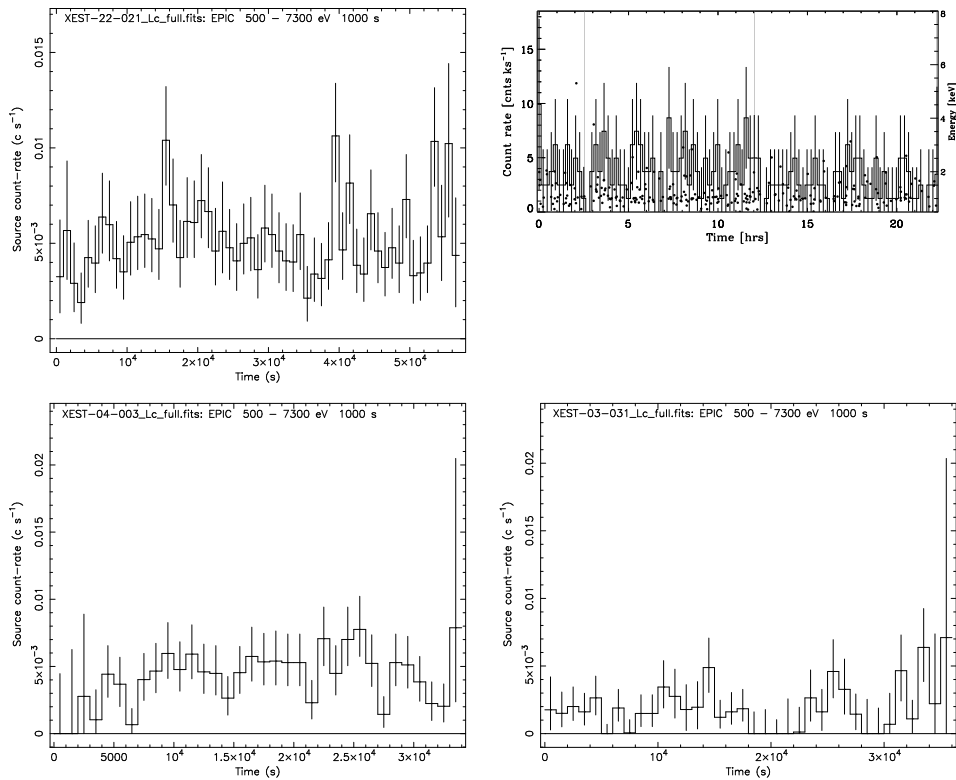 XEST-22-021_Lc_full.fits: EPIC 500 − 7300 eV 1000 s
Source count-rate (c s⁻¹)
0.015
0.01
5×10⁻³
0
0 10⁴ 2×10⁴ 3×10⁴ 4×10⁴ 5×10⁴
Time (s)
Count rate [cnts ks⁻¹]
15
10
5
0
8
6
4
2
Energy [keV]
0 5 10 15 20
Time [hrs]
XEST-04-003_Lc_full.fits: EPIC 500 − 7300 eV 1000 s
Source count-rate (c s⁻¹)
0.02
0.015
0.01
5×10⁻³
0
0 5000 10⁴ 1.5×10⁴ 2×10⁴ 2.5×10⁴ 3×10⁴
Time (s)
XEST-03-031_Lc_full.fits: EPIC 500 − 7300 eV 1000 s
Source count-rate (c s⁻¹)
0.02
0.015
0.01
5×10⁻³
0
0 10⁴ 2×10⁴ 3×10⁴
Time (s)